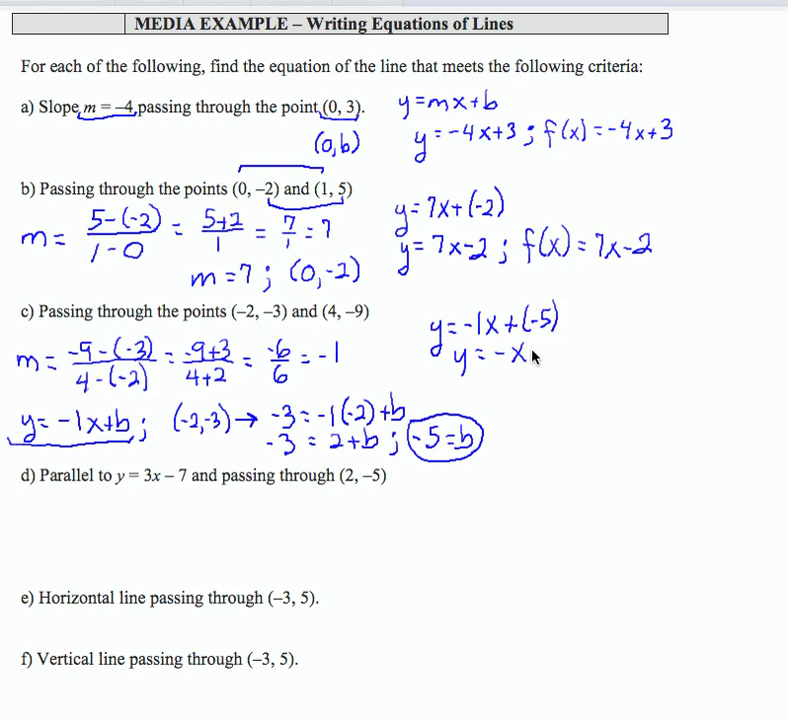 MEDIA EXAMPLE – Writing Equations of Lines
For each of the following, find the equation of the line that meets the following criteria:
a) Slope m = –4, passing through the point (0, 3).
y=mx+b
(0,b)
y=-4x+3 ; f(x)=-4x+3
b) Passing through the points (0, –2) and (1, 5)
m= 5-(-2)/1-0 = 5+2/1 = 7/1 = 7
y=7x+(-2)
y=7x-2 ; f(x)=7x-2
m=7 ; (0,-2)
c) Passing through the points (–2, –3) and (4, –9)
y=-1x+(-5)
m= -9-(-3)/4-(-2) = -9+3/4+2 = -6/6 = -1
y=-x
y=-1x+b ; (-2,-3)→ -3=-1(-2)+b
-3=2+b ; -5=b
d) Parallel to y = 3x – 7 and passing through (2, –5)
e) Horizontal line passing through (–3, 5).
f) Vertical line passing through (–3, 5).